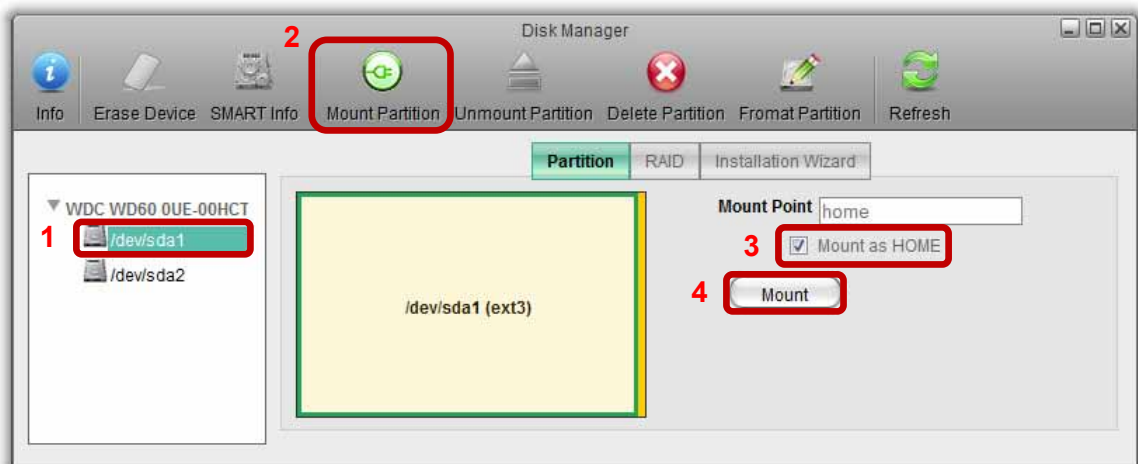 Disk Manager
2
Info Erase Device SMART Info Mount Partition Unmount Partition Delete Partition Fromat Partition Refresh
Partition RAID Installation Wizard
WDC WD60 0UE-00HCT
1 /dev/sda1
/dev/sda2
/dev/sda1 (ext3)
Mount Point home
3 Mount as HOME
4 Mount